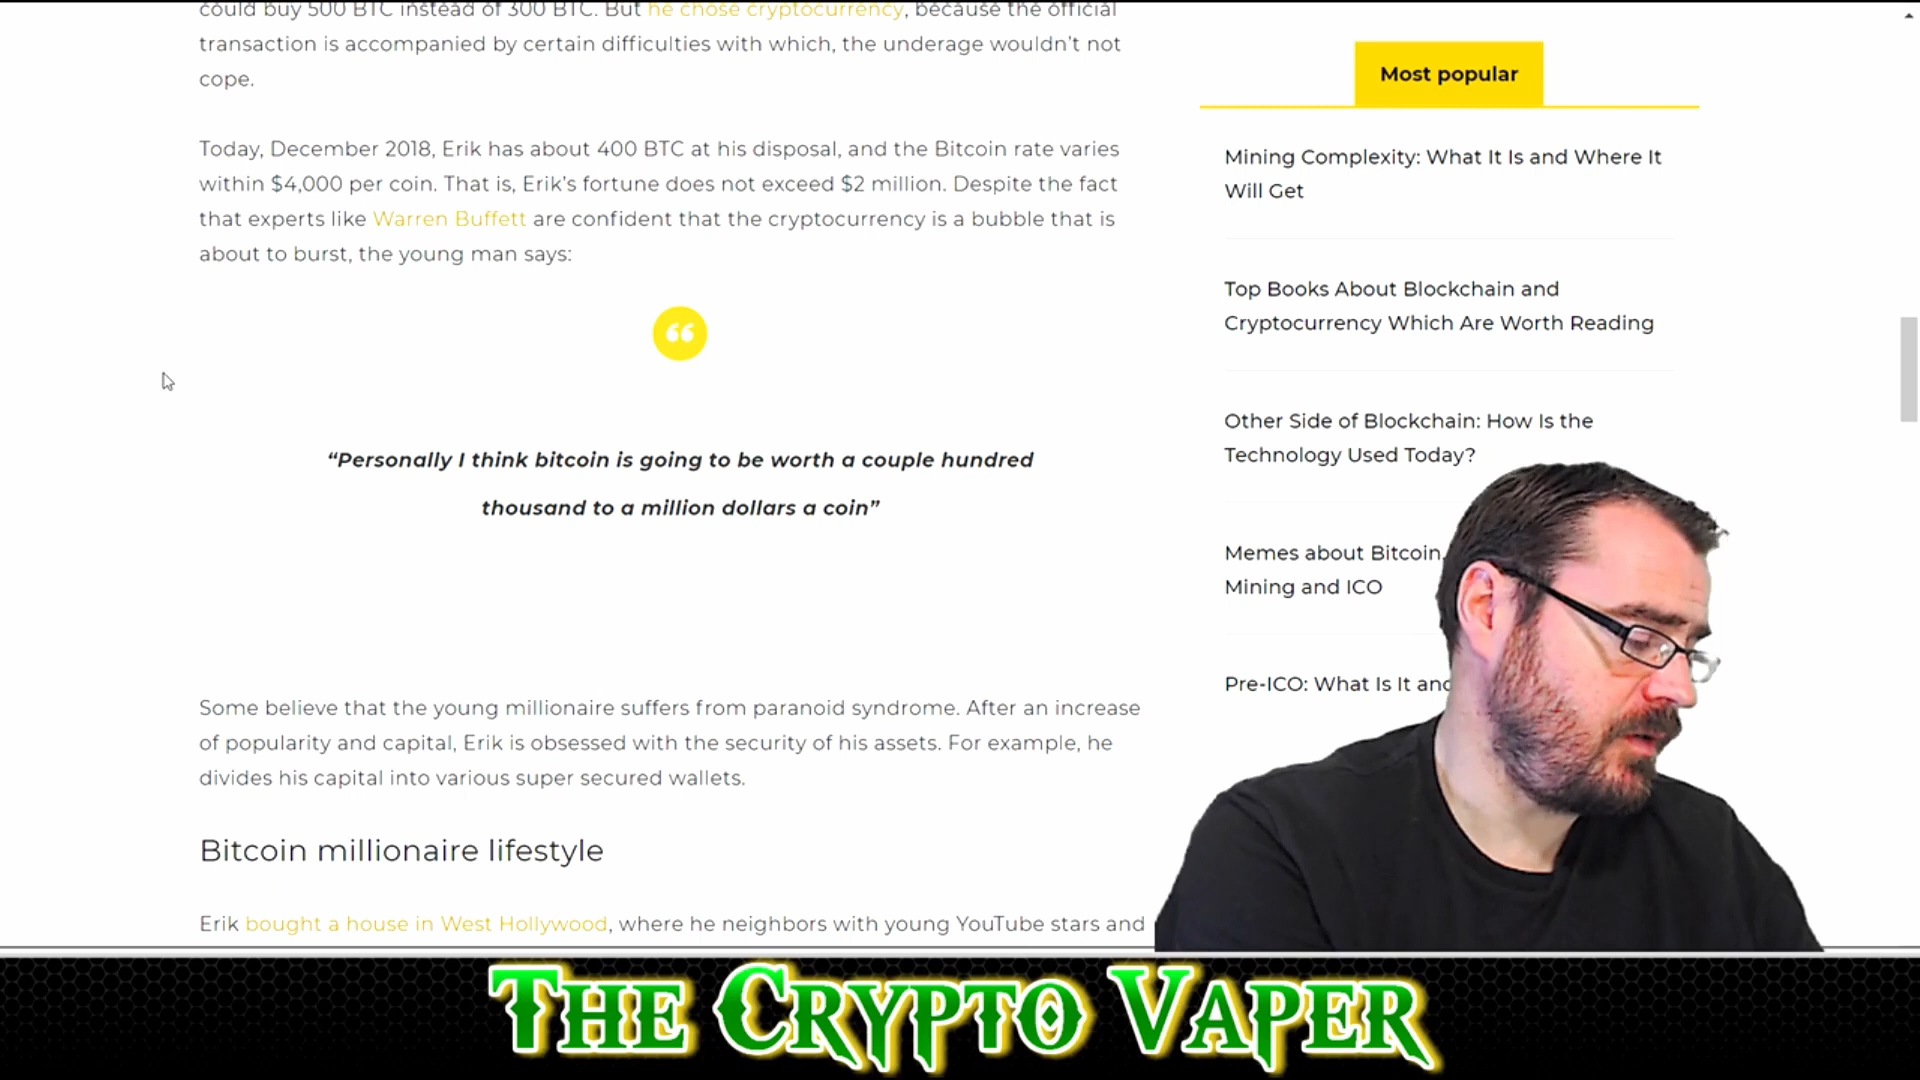 could buy 500 BTC instead of 300 BTC. But he chose cryptocurrency, because the official
transaction is accompanied by certain difficulties with which, the underage wouldn't not
cope.
Today, December 2018, Erik has about 400 BTC at his disposal, and the Bitcoin rate varies
within $4,000 per coin. That is, Erik's fortune does not exceed $2 million. Despite the fact
that experts like Warren Buffett are confident that the cryptocurrency is a bubble that is
about to burst, the young man says:
“
“Personally I think bitcoin is going to be worth a couple hundred
thousand to a million dollars a coin”
Some believe that the young millionaire suffers from paranoid syndrome. After an increase
of popularity and capital, Erik is obsessed with the security of his assets. For example, he
divides his capital into various super secured wallets.
Bitcoin millionaire lifestyle
Erik bought a house in West Hollywood, where he neighbors with young YouTube stars and
Most popular
Mining Complexity: What It Is and Where It
Will Get
Top Books About Blockchain and
Cryptocurrency Which Are Worth Reading
Other Side of Blockchain: How Is the
Technology Used Today?
Memes about Bitcoin,
Mining and ICO
Pre-ICO: What Is It and
THE CRYPTO VAPER